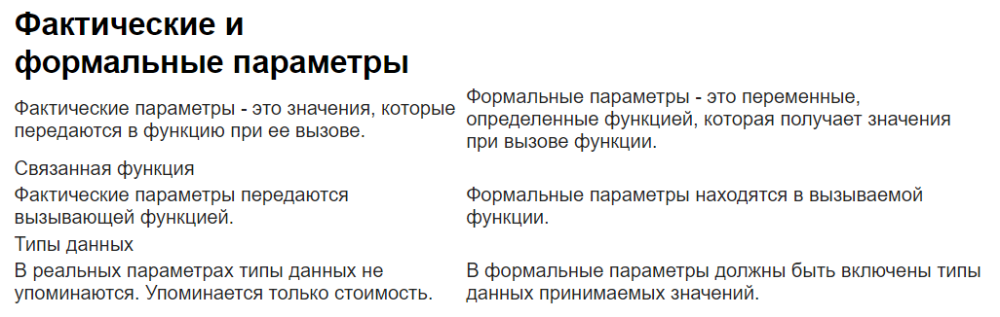 Фактические и
формальные параметры
Фактические параметры - это значения, которые
передаются в функцию при ее вызове.
Формальные параметры - это переменные,
определенные функцией, которая получает значения
при вызове функции.
Связанная функция
Фактические параметры передаются
вызывающей функцией.
Формальные параметры находятся в вызываемой
функции.
Типы данных
В реальных параметрах типы данных не
упоминаются. Упоминается только стоимость.
В формальные параметры должны быть включены типы
данных принимаемых значений.